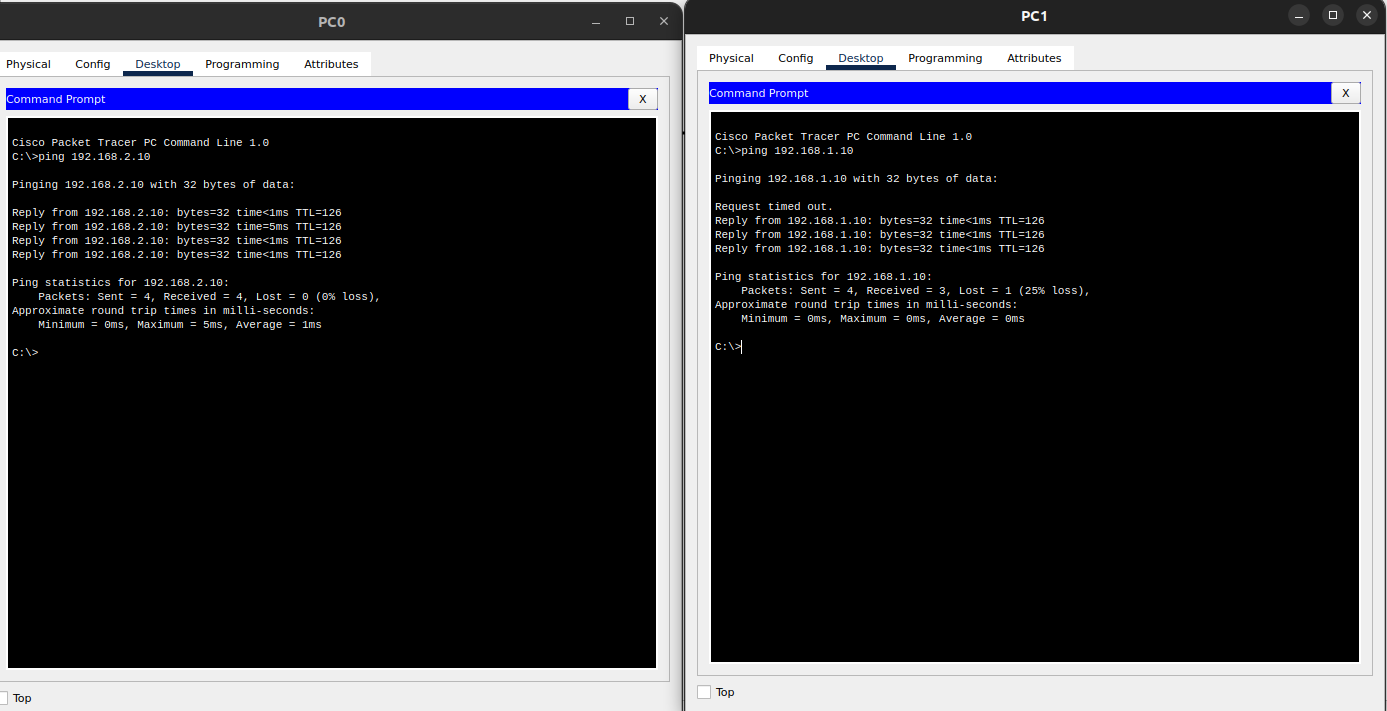 PC0
Physical Config Desktop Programming Attributes
Command Prompt X
Cisco Packet Tracer PC Command Line 1.0
C:\>ping 192.168.2.10
Pinging 192.168.2.10 with 32 bytes of data:
Reply from 192.168.2.10: bytes=32 time<1ms TTL=126
Reply from 192.168.2.10: bytes=32 time=5ms TTL=126
Reply from 192.168.2.10: bytes=32 time<1ms TTL=126
Reply from 192.168.2.10: bytes=32 time<1ms TTL=126
Ping statistics for 192.168.2.10:
Packets: Sent = 4, Received = 4, Lost = 0 (0% loss),
Approximate round trip times in milli-seconds:
Minimum = 0ms, Maximum = 5ms, Average = 1ms
C:\>
Top
PC1
Physical Config Desktop Programming Attributes
Command Prompt X
Cisco Packet Tracer PC Command Line 1.0
C:\>ping 192.168.1.10
Pinging 192.168.1.10 with 32 bytes of data:
Request timed out.
Reply from 192.168.1.10: bytes=32 time<1ms TTL=126
Reply from 192.168.1.10: bytes=32 time<1ms TTL=126
Reply from 192.168.1.10: bytes=32 time<1ms TTL=126
Ping statistics for 192.168.1.10:
Packets: Sent = 4, Received = 3, Lost = 1 (25% loss),
Approximate round trip times in milli-seconds:
Minimum = 0ms, Maximum = 0ms, Average = 0ms
C:\>
Top